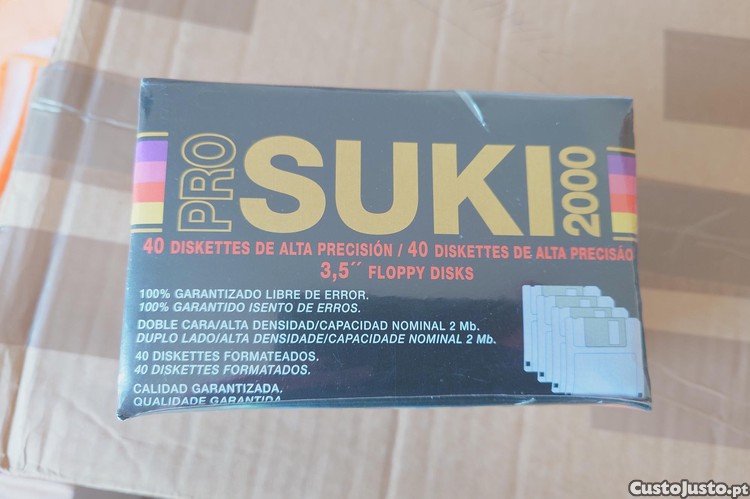 PRO SUKI 2000
40 DISKETTES DE ALTA PRECISIÓN / 40 DISKETTES DE ALTA PRECISÃO
3,5´´ FLOPPY DISKS
100% GARANTIZADO LIBRE DE ERROR.
100% GARANTIDO ISENTO DE ERROS.
DOBLE CARA/ALTA DENSIDAD/CAPACIDAD NOMINAL 2 Mb.
DUPLO LADO/ALTA DENSIDADE/CAPACIDADE NOMINAL 2 Mb.
40 DISKETTES FORMATEADOS.
40 DISKETTES FORMATADOS.
CALIDAD GARANTIZADA.
QUALIDADE GARANTIDA
CustoJusto.pt